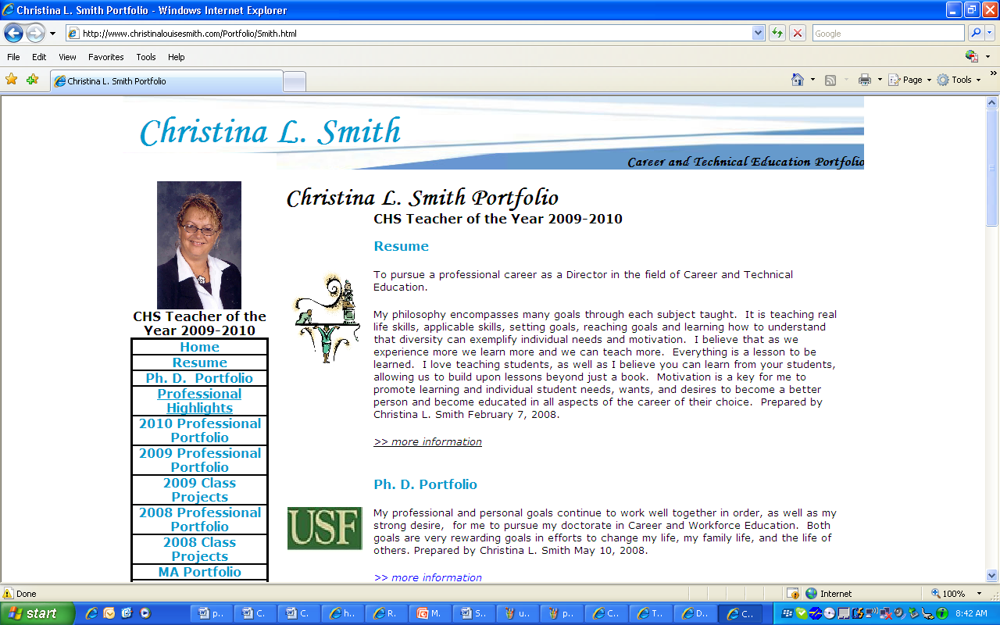 Christina L. Smith Portfolio - Windows Internet Explorer
http://www.christinalouisesmith.com/Portfolio/Smith.html
Google
File Edit View Favorites Tools Help
Christina L. Smith Portfolio
Page Tools
Christina L. Smith
Career and Technical Education Portfolio
CHS Teacher of the
Year 2009-2010
Home
Resume
Ph. D. Portfolio
Professional
Highlights
2010 Professional
Portfolio
2009 Professional
Portfolio
2009 Class
Projects
2008 Professional
Portfolio
2008 Class
Projects
MA Portfolio
Christina L. Smith Portfolio
CHS Teacher of the Year 2009-2010
Resume
To pursue a professional career as a Director in the field of Career and Technical
Education.
My philosophy encompasses many goals through each subject taught. It is teaching real
life skills, applicable skills, setting goals, reaching goals and learning how to understand
that diversity can exemplify individual needs and motivation. I believe that as we
experience more we learn more and we can teach more. Everything is a lesson to be
learned. I love teaching students, as well as I believe you can learn from your students,
allowing us to build upon lessons beyond just a book. Motivation is a key for me to
promote learning and individual student needs, wants, and desires to become a better
person and become educated in all aspects of the career of their choice. Prepared by
Christina L. Smith February 7, 2008.
>> more information
Ph. D. Portfolio
USF
My professional and personal goals continue to work well together in order, as well as my
strong desire, for me to pursue my doctorate in Career and Workforce Education. Both
goals are very rewarding goals in efforts to change my life, my family life, and the life of
others. Prepared by Christina L. Smith May 10, 2008.
>> more information
Done
Internet
100%
start
p... C... C... h... R... M... S... u... p... C... T... D... C...
8:42 AM